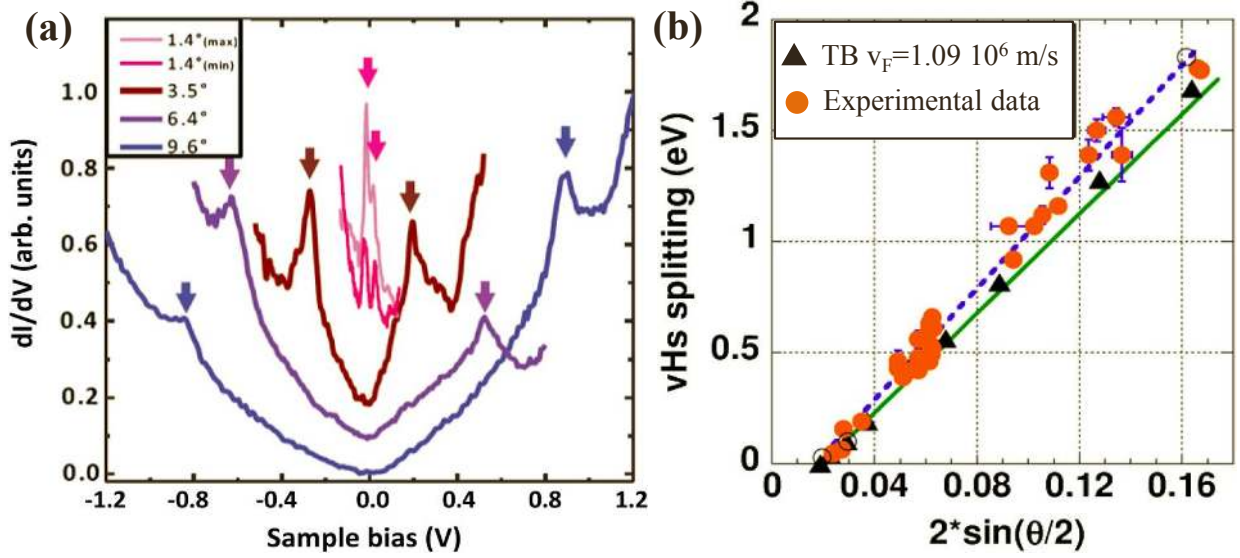 (a)
1.4°(max)
1.4°(min)
3.5°
6.4°
9.6°
dI/dV (arb. units)
1.0
0.8
0.6
0.4
0.2
0.0
-1.2 -0.8 -0.4 0.0 0.4 0.8 1.2
Sample bias (V)
(b)
TB vF=1.09 10⁶ m/s
Experimental data
vHs splitting (eV)
2
1.5
1
0.5
0
0 0.04 0.08 0.12 0.16
2*sin(θ/2)